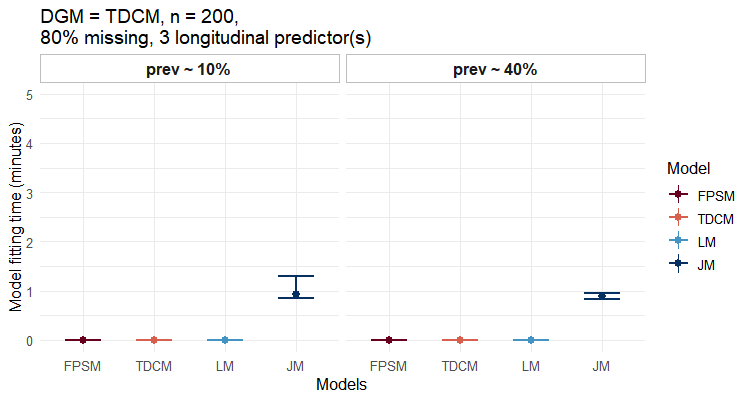 DGM = TDCM, n = 200,
80% missing, 3 longitudinal predictor(s)
prev ~ 10%
prev ~ 40%
Model fitting time (minutes)
5
4
3
2
1
0
FPSM TDCM LM JM
FPSM TDCM LM JM
Models
Model
FPSM
TDCM
LM
JM